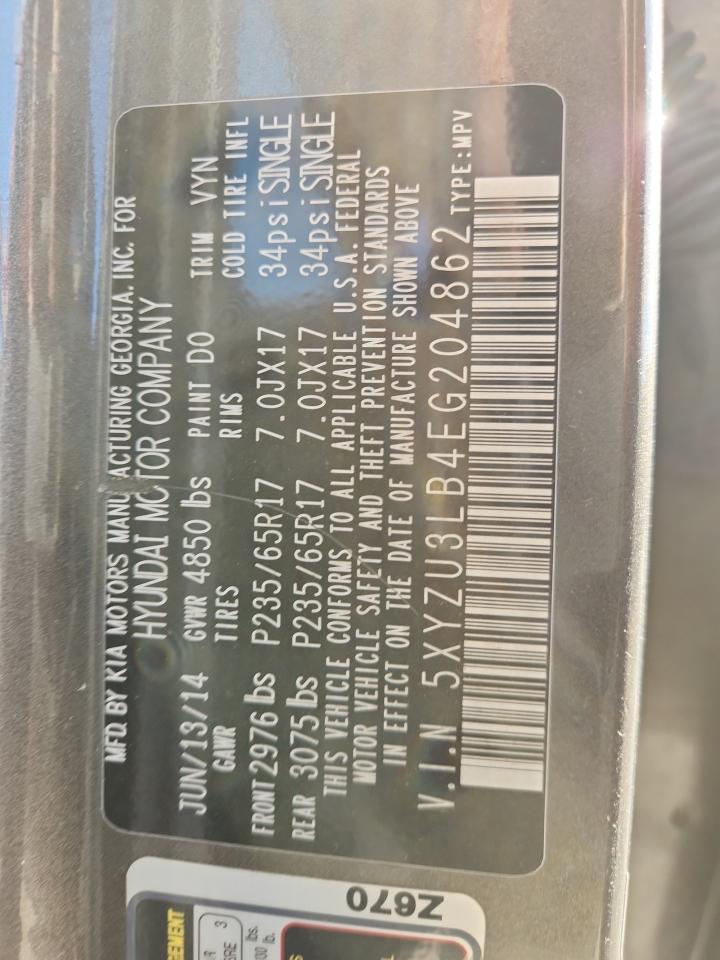 MFD BY KIA MOTORS MANUFACTURING GEORGIA. INC. FOR
HYUNDAI MOTOR COMPANY
JUN/13/14 GVWR 4850 lbs PAINT DO TRIM VYN
GAWR TIRES RIMS COLD TIRE INFL
FRONT 2976 lbs P235/65R17 7.0JX17 34psi SINGLE
REAR 3075 lbs P235/65R17 7.0JX17 34psi SINGLE
THIS VEHICLE CONFORMS TO ALL APPLICABLE U.S.A. FEDERAL
MOTOR VEHICLE SAFETY AND THEFT PREVENTION STANDARDS
IN EFFECT ON THE DATE OF MANUFACTURE SHOWN ABOVE
V.I.N 5XYZU3LB4EG204862 TYPE:MPV
Z670